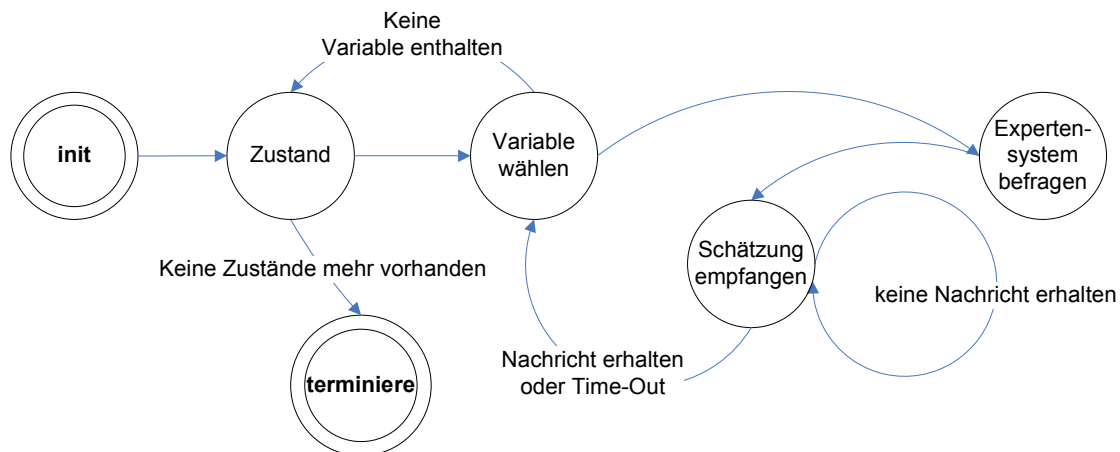 Keine
Variable enthalten
init
Zustand
Variable
wählen
Experten-
system
befragen
Schätzung
empfangen
keine Nachricht erhalten
Keine Zustände mehr vorhanden
Nachricht erhalten
oder Time-Out
terminiere